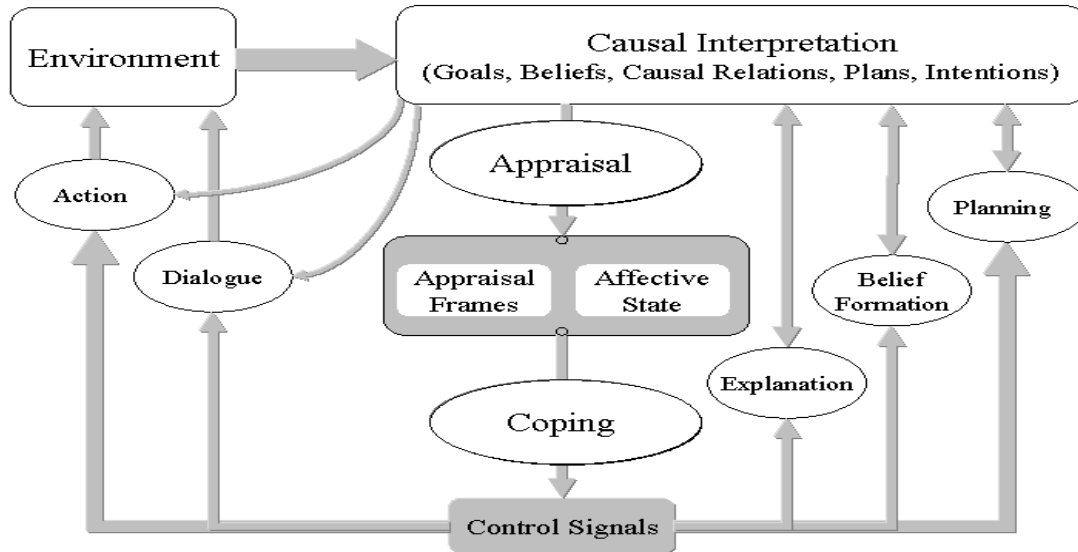 Environment
Causal Interpretation
(Goals, Beliefs, Causal Relations, Plans, Intentions)
Appraisal
Action
Planning
Dialogue
Appraisal
Frames
Affective
State
Belief
Formation
Explanation
Coping
Control Signals